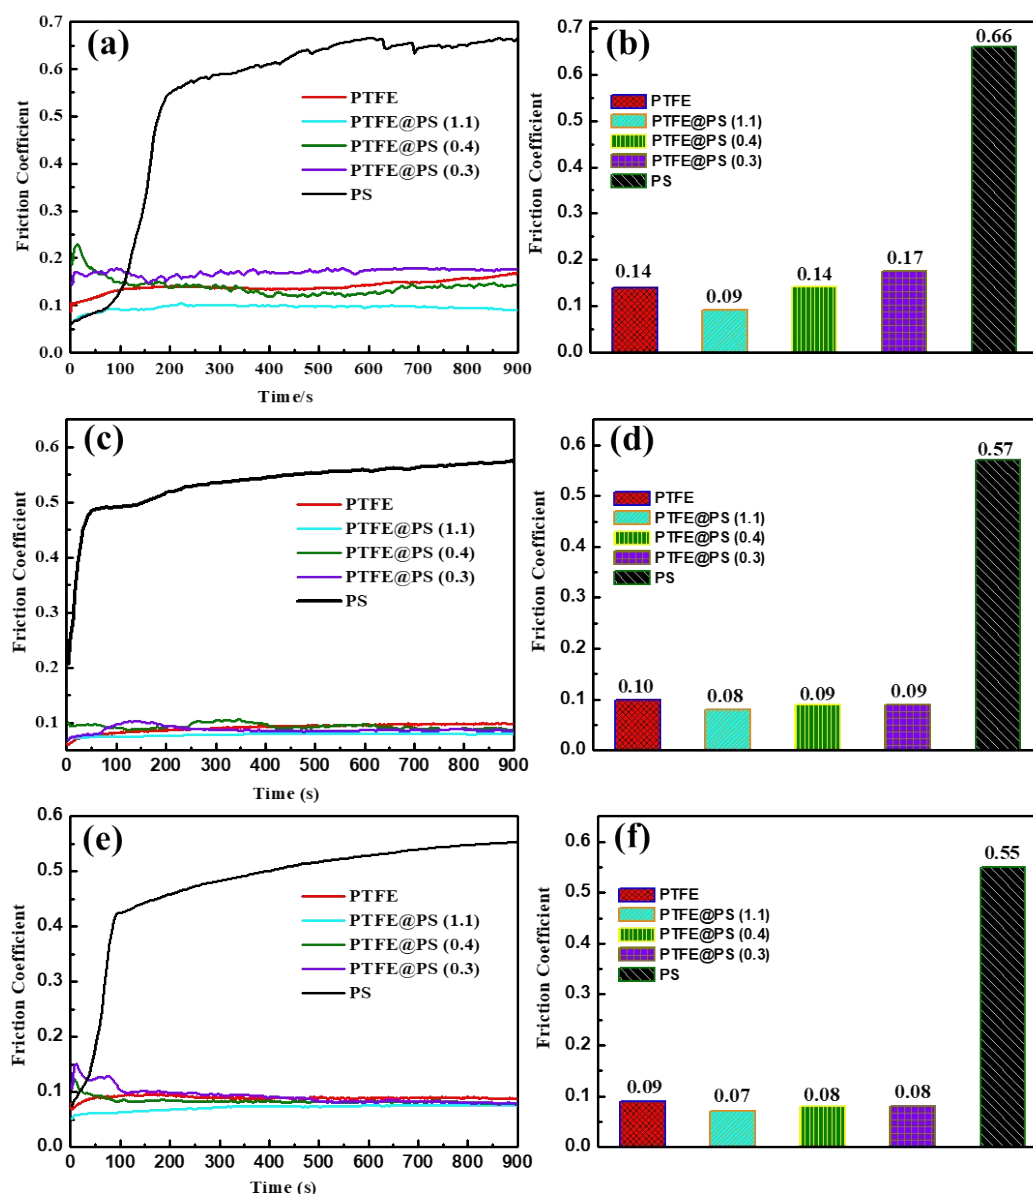 (a)
0.7
0.6
0.5
0.4
0.3
0.2
0.1
0.0
Friction Coefficient
PTFE
PTFE@PS (1.1)
PTFE@PS (0.4)
PTFE@PS (0.3)
PS
0 100 200 300 400 500 600 700 800 900
Time/s
(b)
0.7
0.6
0.5
0.4
0.3
0.2
0.1
0.0
Friction Coefficient
PTFE
PTFE@PS (1.1)
PTFE@PS (0.4)
PTFE@PS (0.3)
PS
0.14
0.09
0.14
0.17
0.66
(c)
0.6
0.5
0.4
0.3
0.2
0.1
Friction Coefficient
PTFE
PTFE@PS (1.1)
PTFE@PS (0.4)
PTFE@PS (0.3)
PS
0 100 200 300 400 500 600 700 800 900
Time (s)
(d)
0.6
0.5
0.4
0.3
0.2
0.1
0.0
Friction Coefficient
PTFE
PTFE@PS (1.1)
PTFE@PS (0.4)
PTFE@PS (0.3)
PS
0.10
0.08
0.09
0.09
0.57
(e)
0.6
0.5
0.4
0.3
0.2
0.1
0.0
Friction Coefficient
PTFE
PTFE@PS (1.1)
PTFE@PS (0.4)
PTFE@PS (0.3)
PS
0 100 200 300 400 500 600 700 800 900
Time (s)
(f)
0.6
0.5
0.4
0.3
0.2
0.1
0.0
Friction Coefficient
PTFE
PTFE@PS (1.1)
PTFE@PS (0.4)
PTFE@PS (0.3)
PS
0.09
0.07
0.08
0.08
0.55